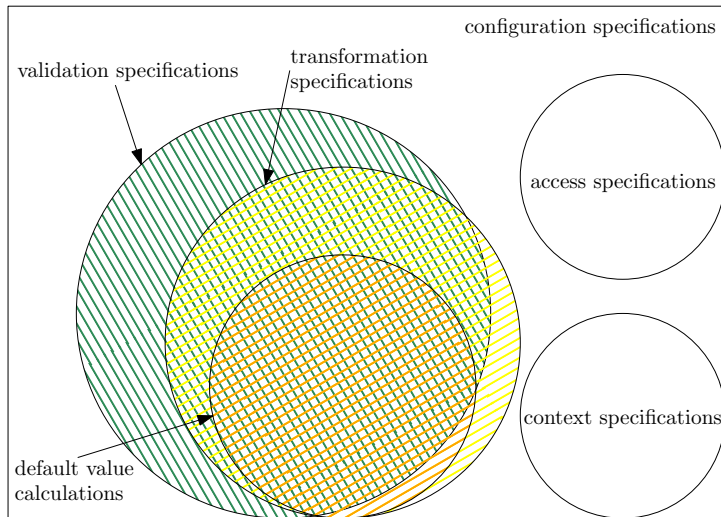 configuration specifications
validation specifications
transformation
specifications
access specifications
context specifications
default value
calculations